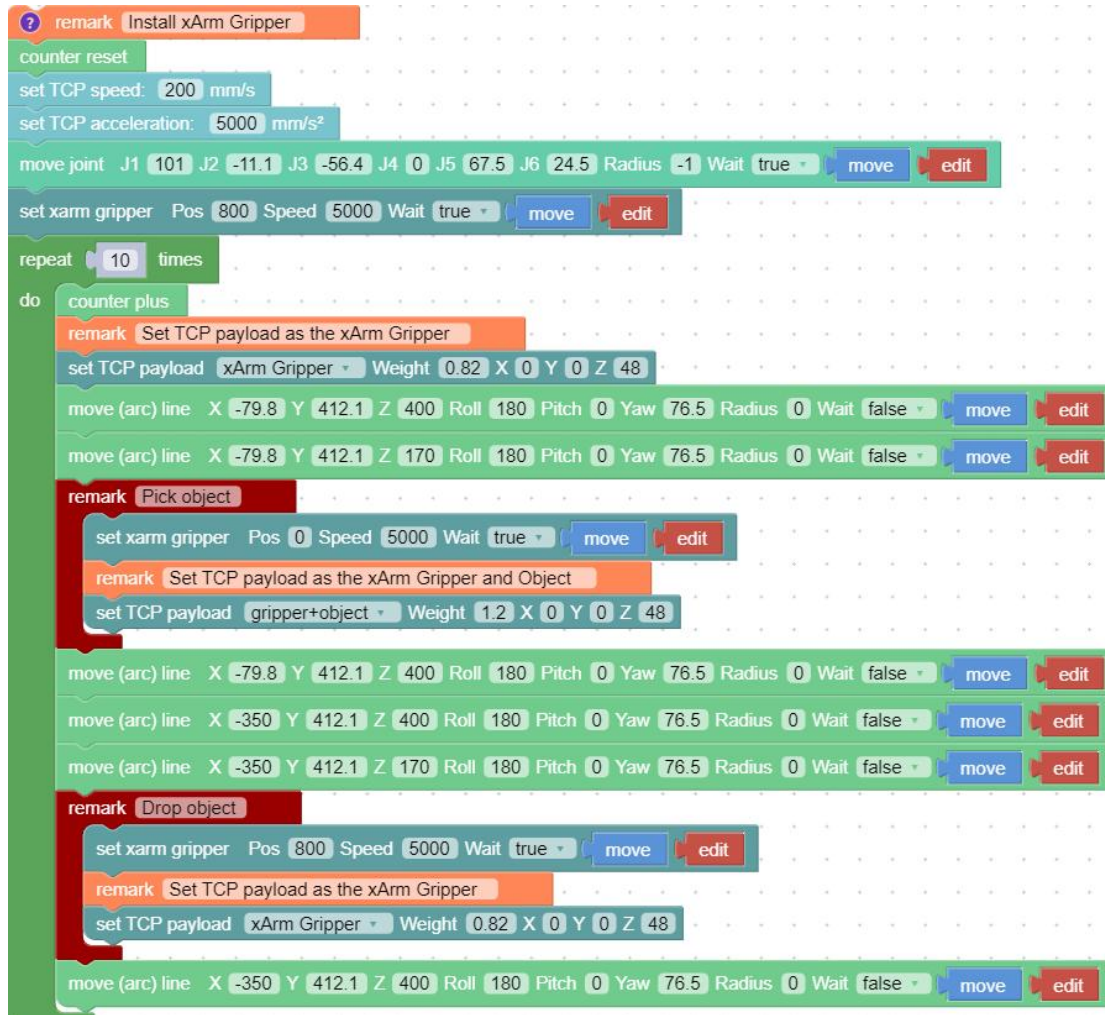 ? remark Install xArm Gripper
counter reset
set TCP speed: 200 mm/s
set TCP acceleration: 5000 mm/s²
move joint J1 101 J2 -11.1 J3 -56.4 J4 0 J5 67.5 J6 24.5 Radius -1 Wait true move edit
set xarm gripper Pos 800 Speed 5000 Wait true move edit
repeat 10 times
do counter plus
remark Set TCP payload as the xArm Gripper
set TCP payload xArm Gripper Weight 0.82 X 0 Y 0 Z 48
move (arc) line X -79.8 Y 412.1 Z 400 Roll 180 Pitch 0 Yaw 76.5 Radius 0 Wait false move edit
move (arc) line X -79.8 Y 412.1 Z 170 Roll 180 Pitch 0 Yaw 76.5 Radius 0 Wait false move edit
remark Pick object
set xarm gripper Pos 0 Speed 5000 Wait true move edit
remark Set TCP payload as the xArm Gripper and Object
set TCP payload gripper+object Weight 1.2 X 0 Y 0 Z 48
move (arc) line X -79.8 Y 412.1 Z 400 Roll 180 Pitch 0 Yaw 76.5 Radius 0 Wait false move edit
move (arc) line X -350 Y 412.1 Z 400 Roll 180 Pitch 0 Yaw 76.5 Radius 0 Wait false move edit
move (arc) line X -350 Y 412.1 Z 170 Roll 180 Pitch 0 Yaw 76.5 Radius 0 Wait false move edit
remark Drop object
set xarm gripper Pos 800 Speed 5000 Wait true move edit
remark Set TCP payload as the xArm Gripper
set TCP payload xArm Gripper Weight 0.82 X 0 Y 0 Z 48
move (arc) line X -350 Y 412.1 Z 400 Roll 180 Pitch 0 Yaw 76.5 Radius 0 Wait false move edit